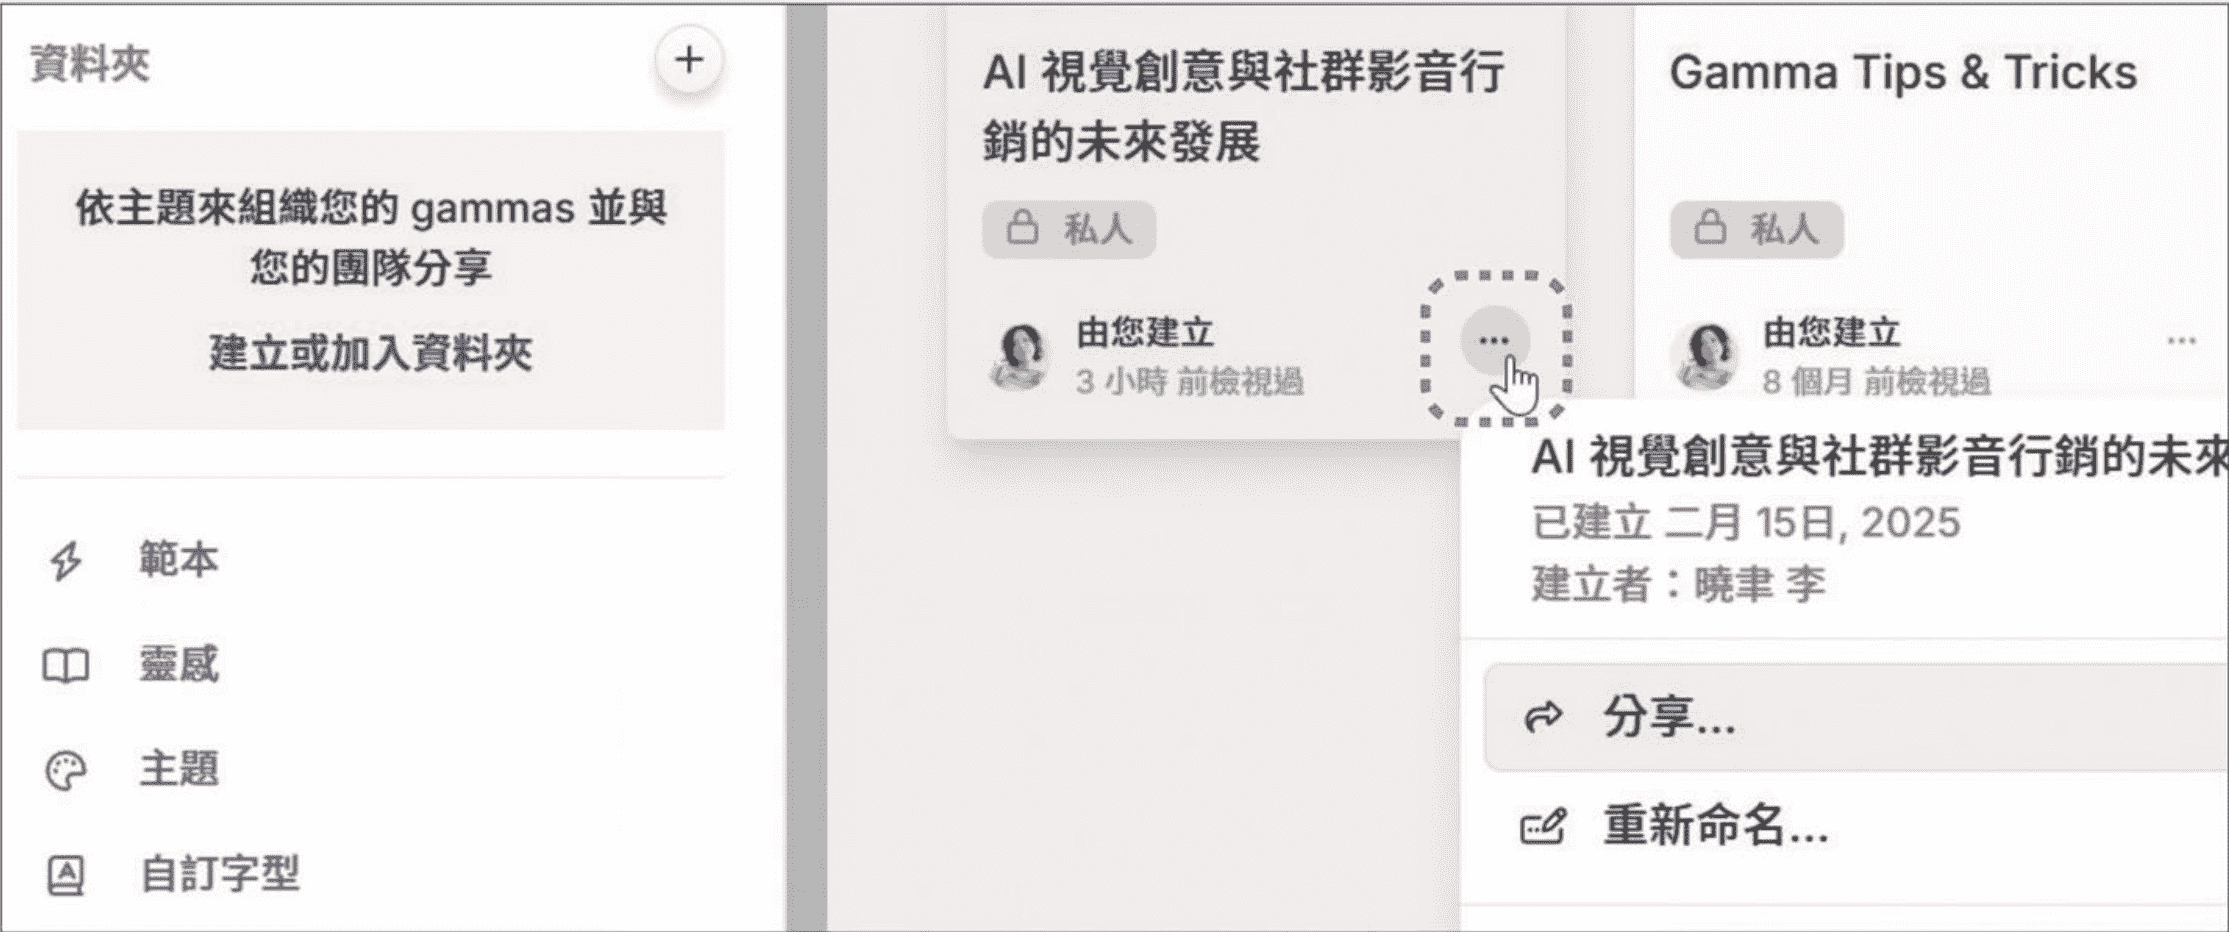 資料夾
依主題來組織您的 gammas 並與
您的團隊分享
建立或加入資料夾
範本
靈感
主題
自訂字型
AI 視覺創意與社群影音行
銷的未來發展
私人
由您建立
3 小時 前檢視過
Gamma Tips & Tricks
私人
由您建立
8 個月 前檢視過
AI 視覺創意與社群影音行銷的未來
已建立 二月 15日, 2025
建立者：曉聿 李
分享...
重新命名...